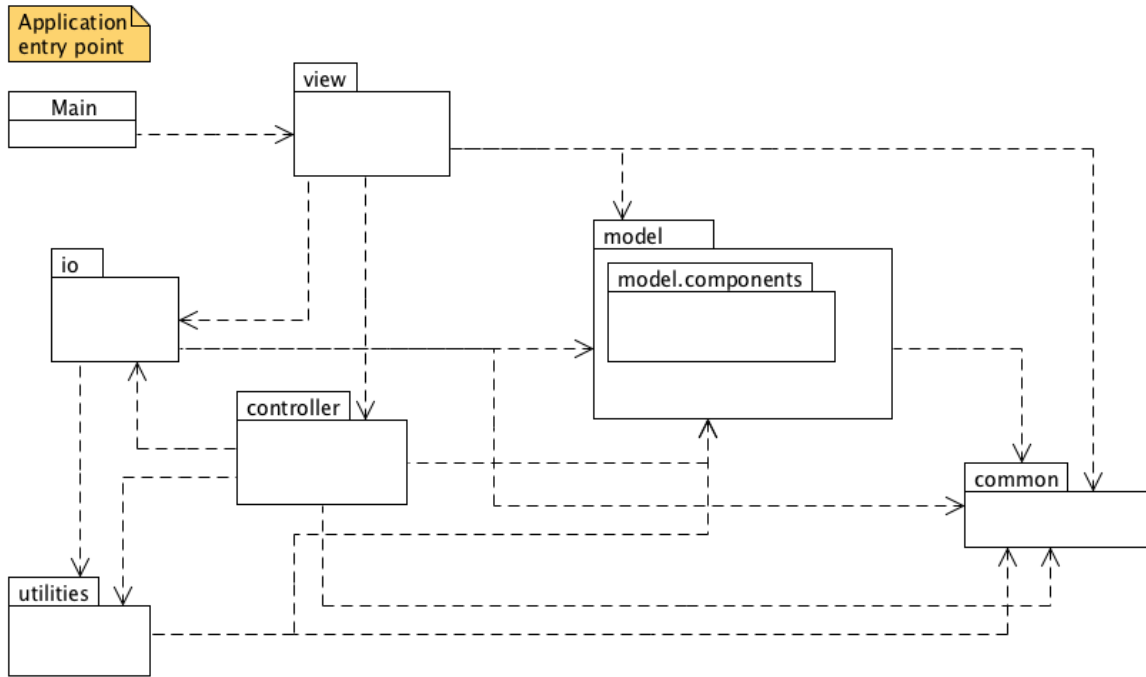 Application
entry point
view
Main
model
io
model.components
controller
common
utilities